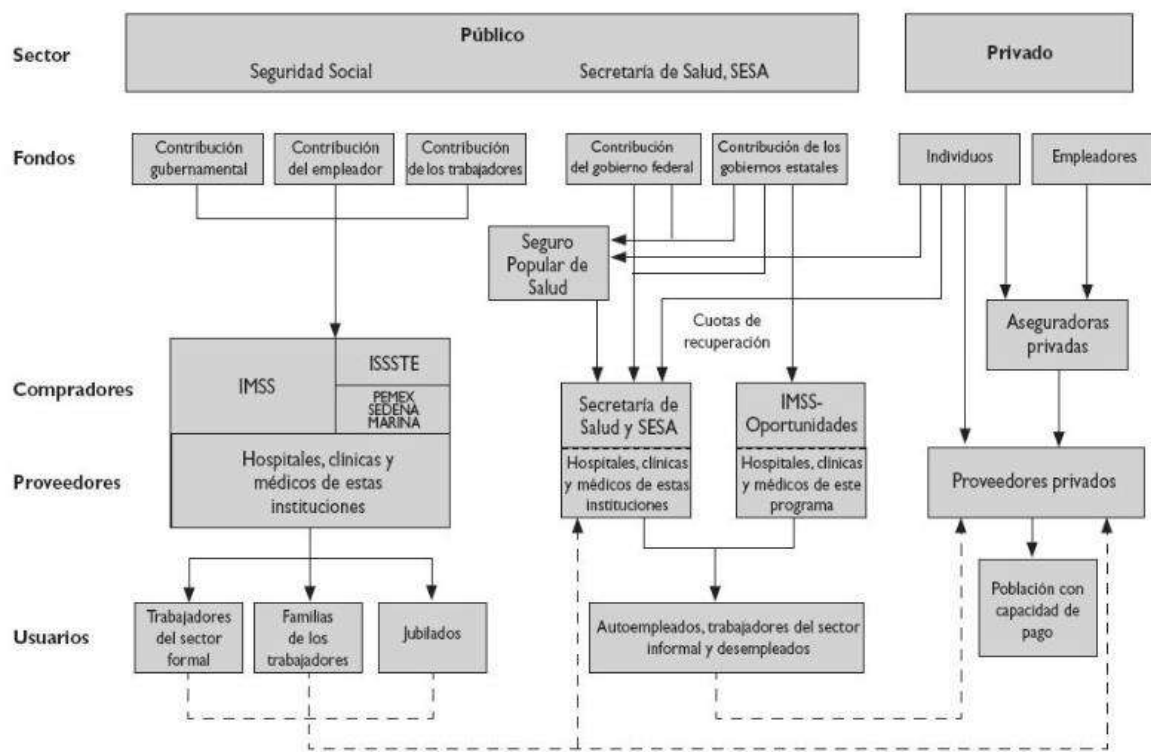 Sector
Público
Seguridad Social
Secretaría de Salud, SESA
Privado
Fondos
Contribución
gubernamental
Contribución
del empleador
Contribución
de los trabajadores
Contribución
del gobierno federal
Contribución de los
gobiernos estatales
Individuos
Empleadores
Seguro
Popular de
Salud
Cuotas de
recuperación
Aseguradoras
privadas
Compradores
IMSS
ISSSTE
PEMEX
SEDENA
MARINA
Secretaría de
Salud y SESA
IMSS-
Oportunidades
Proveedores
Hospitales, clínicas y
médicos de estas
instituciones
Hospitales, clínicas
y médicos de estas
instituciones
Hospitales, clínicas
y médicos de este
programa
Proveedores privados
Usuarios
Trabajadores
del sector
formal
Familias
de los
trabajadores
Jubilados
Autoempleados, trabajadores del sector
informal y desempleados
Población con
capacidad de
pago